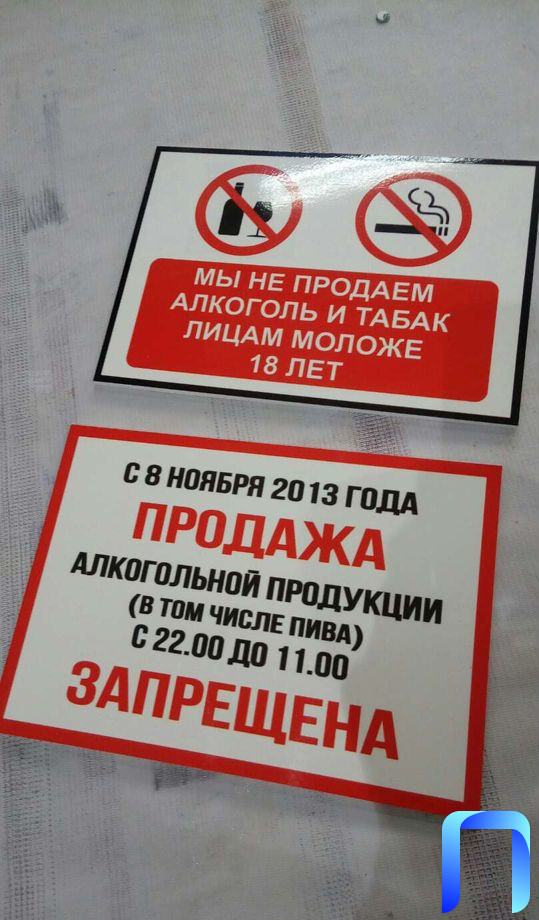 МЫ НЕ ПРОДАЕМ
АЛКОГОЛЬ И ТАБАК
ЛИЦАМ МОЛОЖЕ
18 ЛЕТ
С 8 НОЯБРЯ 2013 ГОДА
ПРОДАЖА
АЛКОГОЛЬНОЙ ПРОДУКЦИИ
(В ТОМ ЧИСЛЕ ПИВА)
С 22.00 ДО 11.00
ЗАПРЕЩЕНА